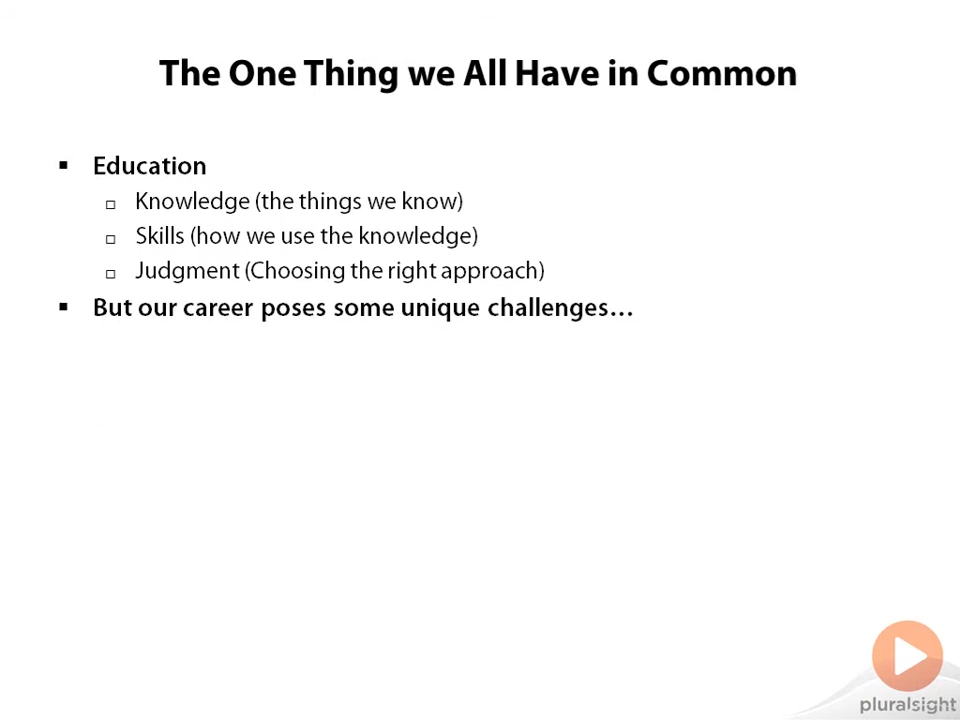 The One Thing we All Have in Common
▪ Education
□ Knowledge (the things we know)
□ Skills (how we use the knowledge)
□ Judgment (Choosing the right approach)
▪ But our career poses some unique challenges…
pluralsight